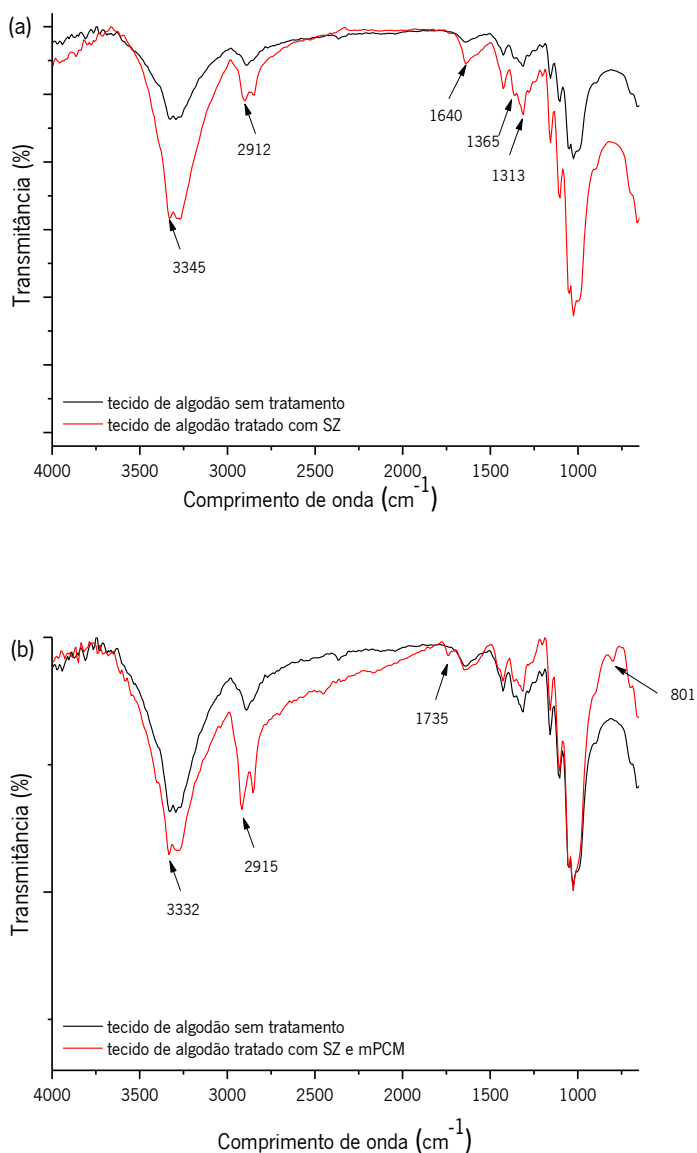 (a)
Transmitância (%)
2912
3345
1640
1365
1313
tecido de algodão sem tratamento
tecido de algodão tratado com SZ
4000 3500 3000 2500 2000 1500 1000
Comprimento de onda (cm-1)
(b)
Transmitância (%)
1735
801
2915
3332
tecido de algodão sem tratamento
tecido de algodão tratado com SZ e mPCM
4000 3500 3000 2500 2000 1500 1000
Comprimento de onda (cm-1)